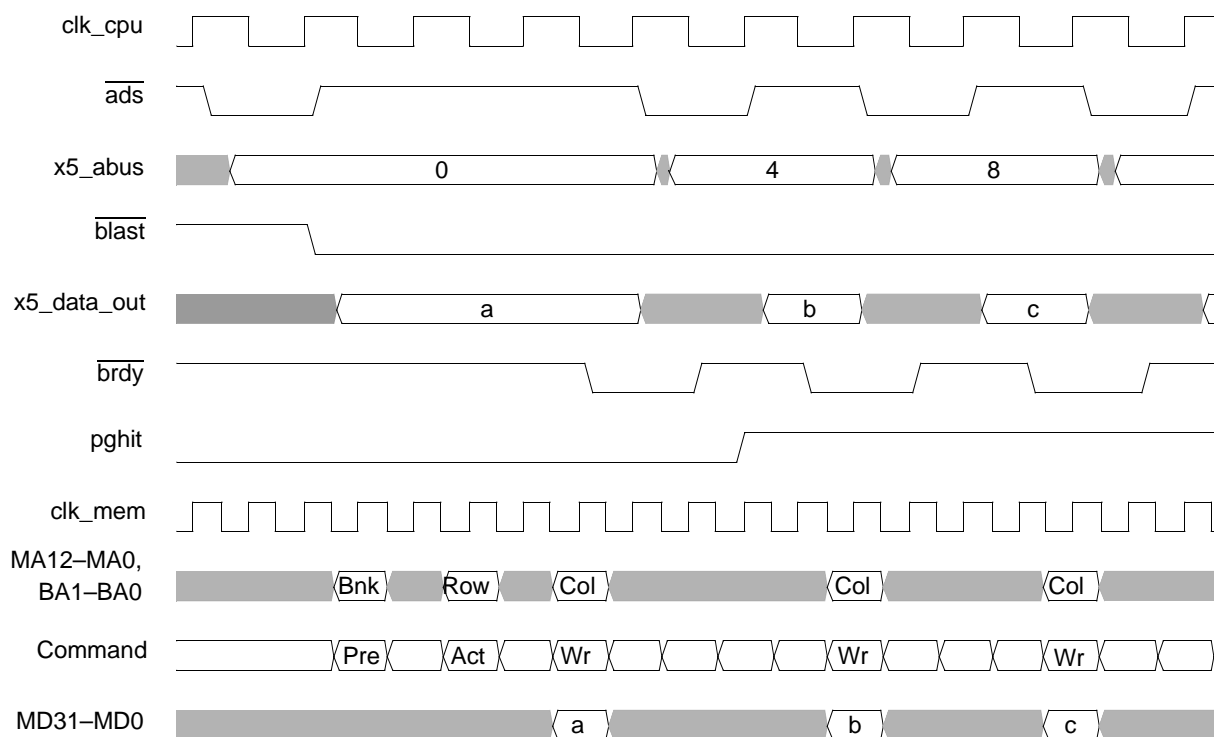 clk_cpu
ads
x5_abus 0 4 8
blast
x5_data_out a b c
brdy
pghit
clk_mem
MA12–MA0,
BA1–BA0 Bnk Row Col Col Col
Command Pre Act Wr Wr Wr
MD31–MD0 a b c